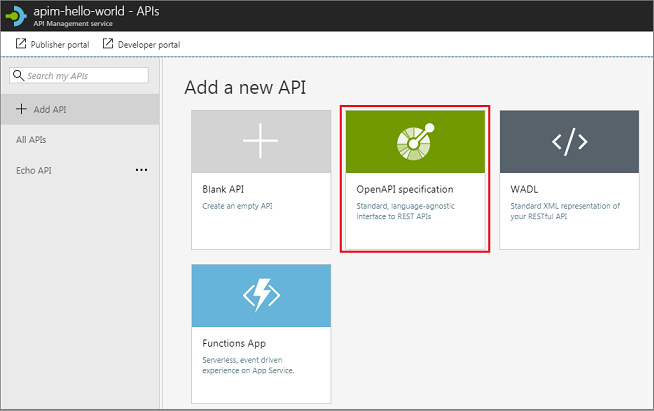 apim-hello-world - APIs
API Management service
Publisher portal
Developer portal
Search my APIs
+ Add API
All APIs
Echo API
...
Add a new API
Blank API
Create an empty API
OpenAPI specification
Standard, language-agnostic
interface to REST APIs
WADL
Standard XML representation of
your RESTful API
Functions App
Serverless, event driven
experience on App Service.